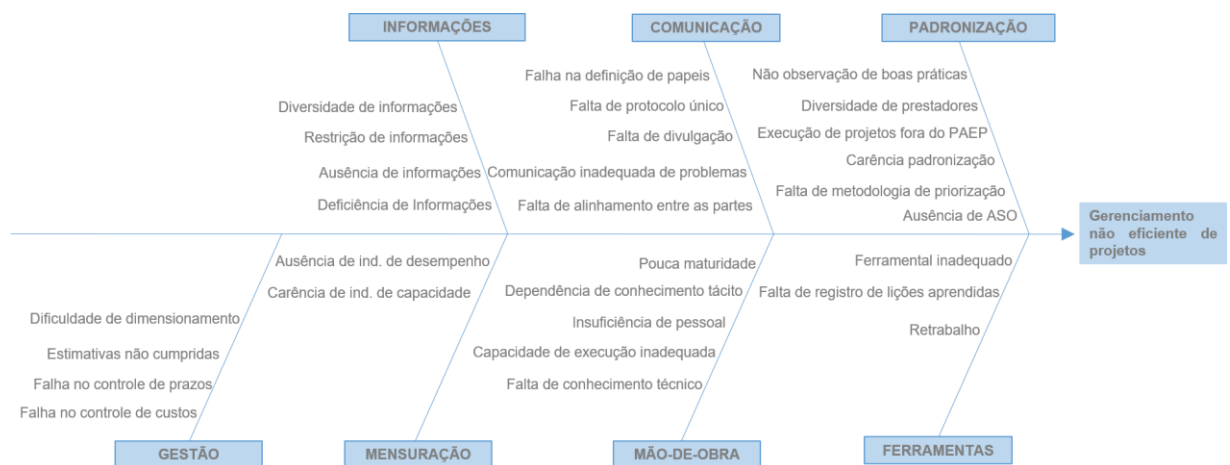 INFORMAÇÕES
COMUNICAÇÃO
PADRONIZAÇÃO
Diversidade de informações
Restrição de informações
Ausência de informações
Deficiência de Informações
Falha na definição de papeis
Falta de protocolo único
Falta de divulgação
Comunicação inadequada de problemas
Falta de alinhamento entre as partes
Não observação de boas práticas
Diversidade de prestadores
Execução de projetos fora do PAEP
Carência padronização
Falta de metodologia de priorização
Ausência de ASO
Gerenciamento
não eficiente de
projetos
Dificuldade de dimensionamento
Estimativas não cumpridas
Falha no controle de prazos
Falha no controle de custos
Ausência de ind. de desempenho
Carência de ind. de capacidade
Pouca maturidade
Dependência de conhecimento tácito
Insuficiência de pessoal
Capacidade de execução inadequada
Falta de conhecimento técnico
Ferramental inadequado
Falta de registro de lições aprendidas
Retrabalho
GESTÃO
MENSURAÇÃO
MÃO-DE-OBRA
FERRAMENTAS